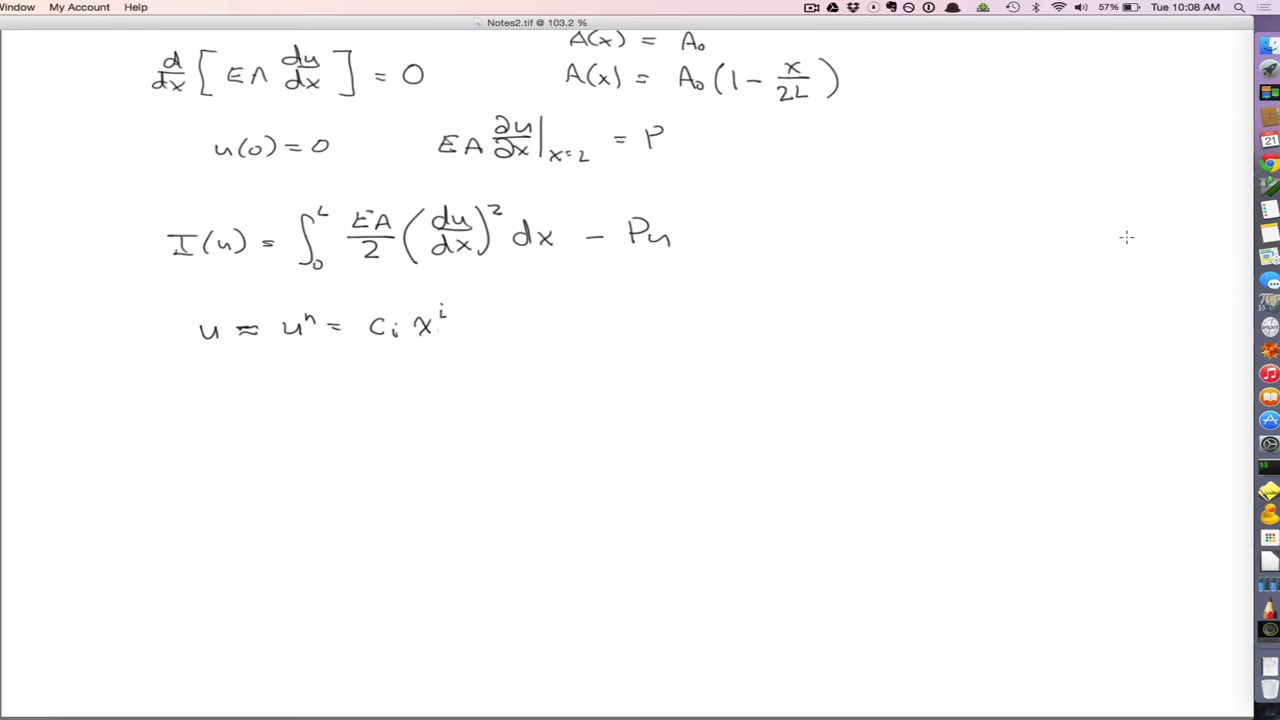 Window My Account Help 57% Tue 10:08 AM
Notes2.tif @ 103.2 %
A(x) = A₀
d/dx [ EA du/dx ] = 0 A(x) = A₀ (1 - x/2L)
u(0) = 0 EA ∂u/∂x |x=2 = P
I(u) = ∫₀ᴸ EA/2 (du/dx)² dx - Pu
u ≈ uⁿ = cᵢ xⁱ